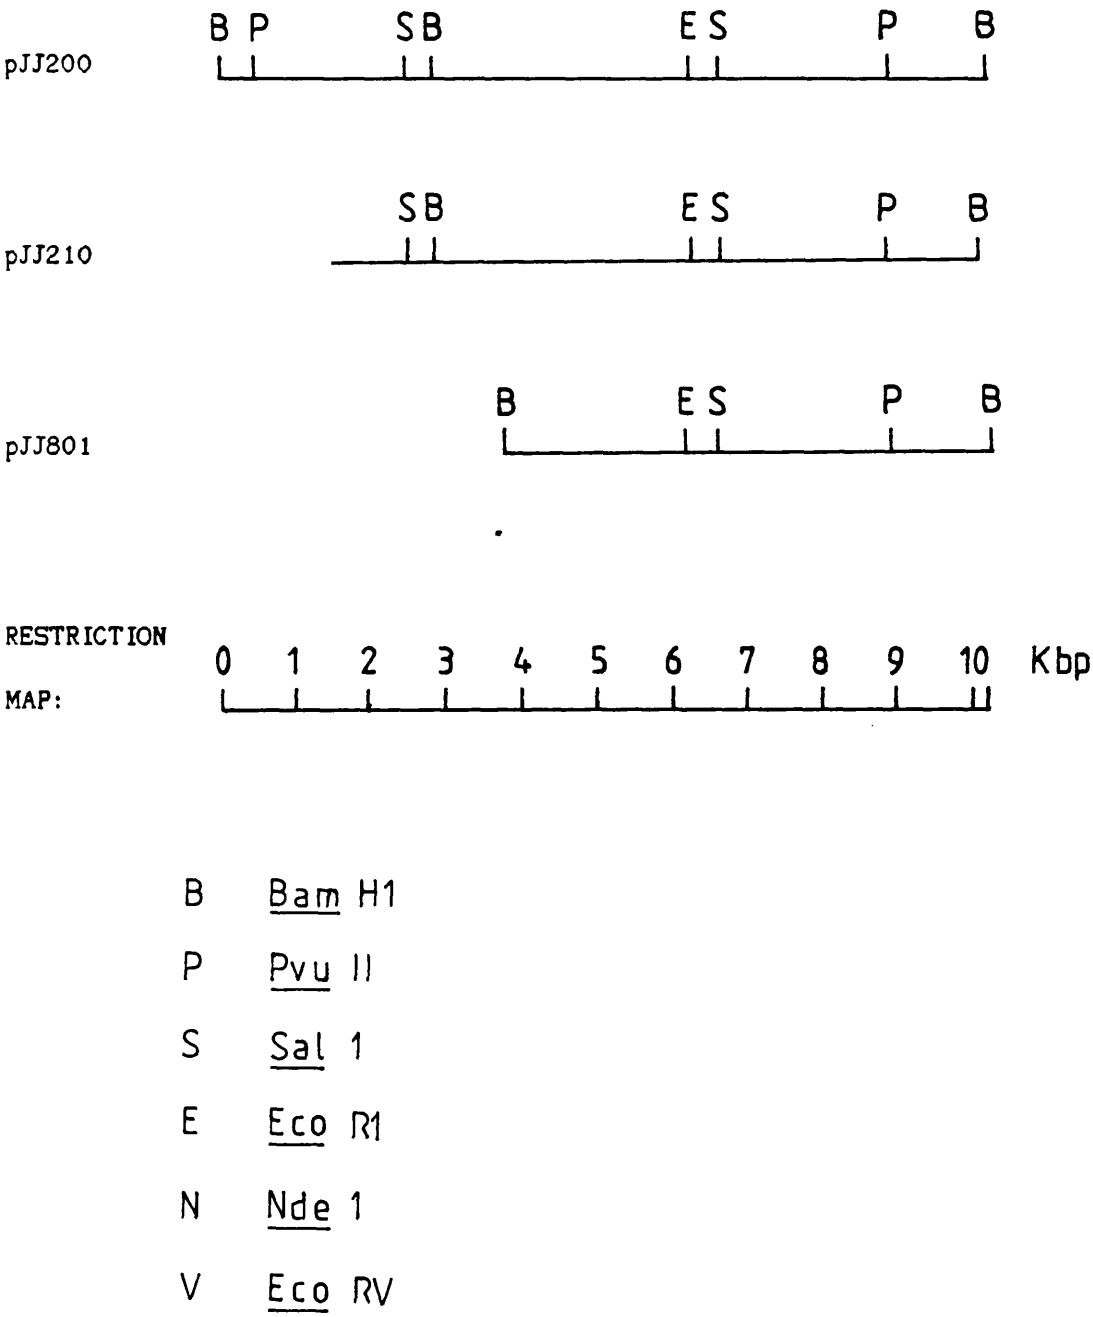 B P S B E S P B
pJJ200
S B E S P B
pJJ210
B E S P B
pJJ801
RESTRICTION
0 1 2 3 4 5 6 7 8 9 10 Kbp
MAP:
B Bam H1
P Pvu II
S Sal 1
E Eco R1
N Nde 1
V Eco RV